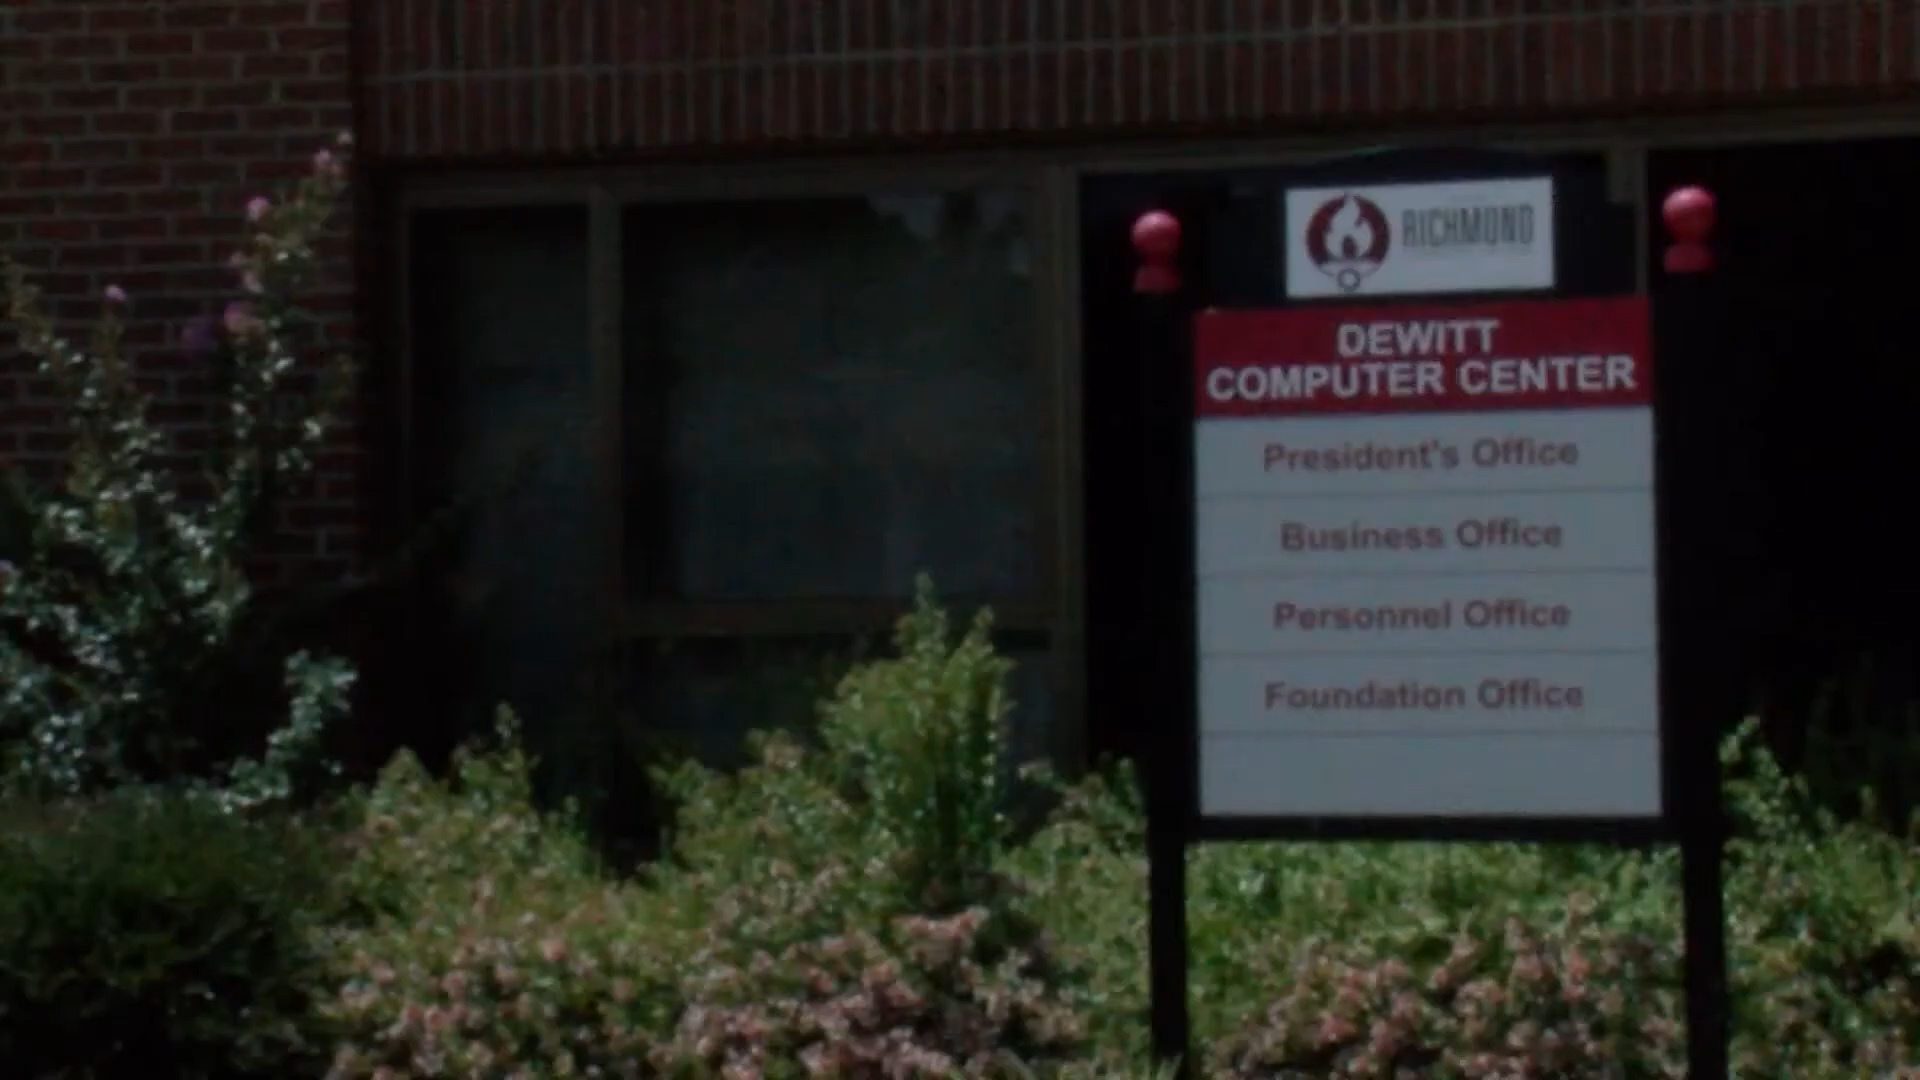 RICHMOND
DEWITT
COMPUTER CENTER
President's Office
Business Office
Personnel Office
Foundation Office